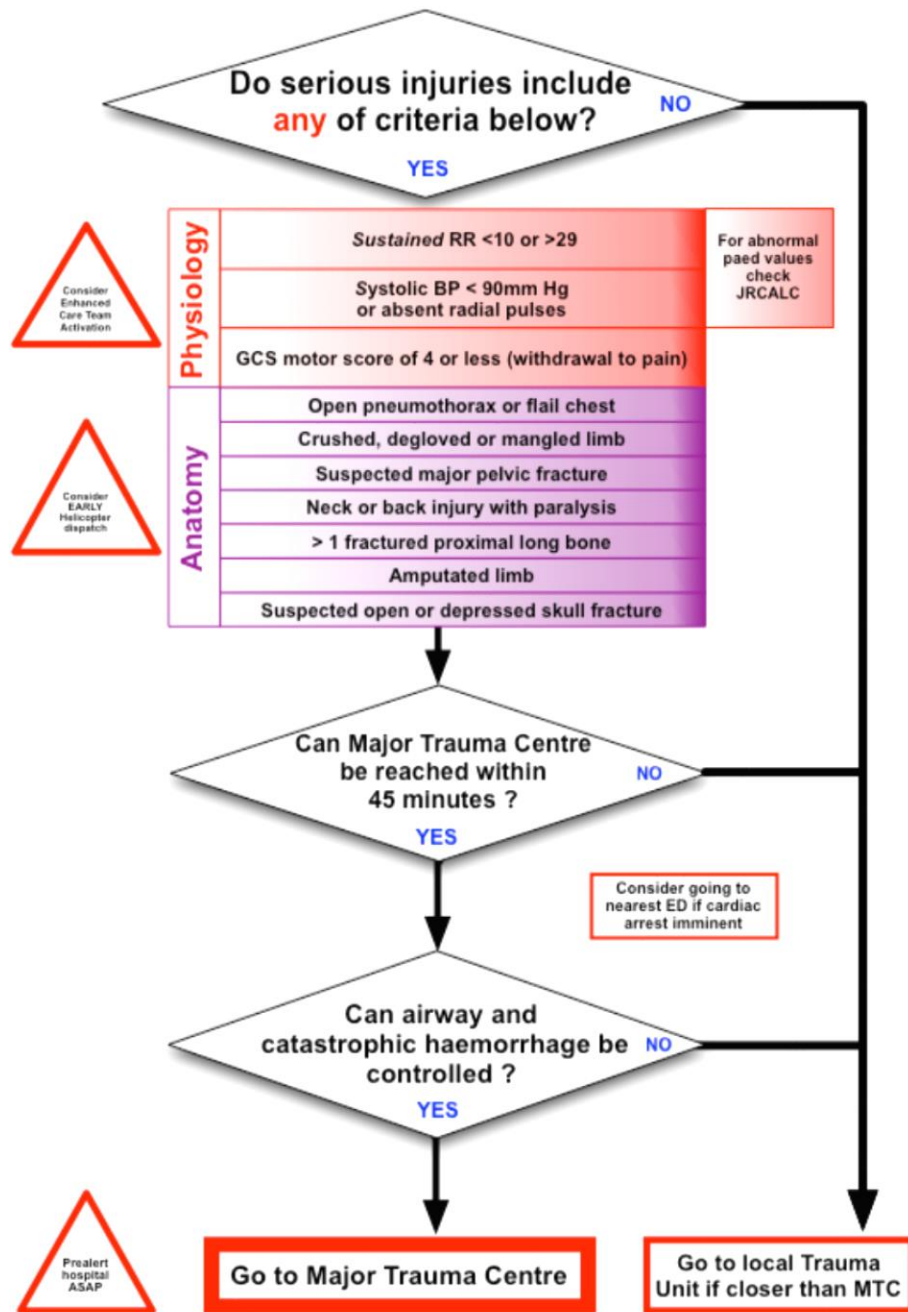 Do serious injuries include
any of criteria below?
NO
YES
Consider
Enhanced
Care Team
Activation
Physiology
Sustained RR <10 or >29
Systolic BP < 90mm Hg
or absent radial pulses
GCS motor score of 4 or less (withdrawal to pain)
For abnormal
paed values
check
JRCALC
Consider
EARLY
Helicopter
dispatch
Anatomy
Open pneumothorax or flail chest
Crushed, degloved or mangled limb
Suspected major pelvic fracture
Neck or back injury with paralysis
> 1 fractured proximal long bone
Amputated limb
Suspected open or depressed skull fracture
Can Major Trauma Centre
be reached within
45 minutes ?
NO
YES
Consider going to
nearest ED if cardiac
arrest imminent
Can airway and
catastrophic haemorrhage be
controlled ?
NO
YES
Prealert
hospital
ASAP
Go to Major Trauma Centre
Go to local Trauma
Unit if closer than MTC